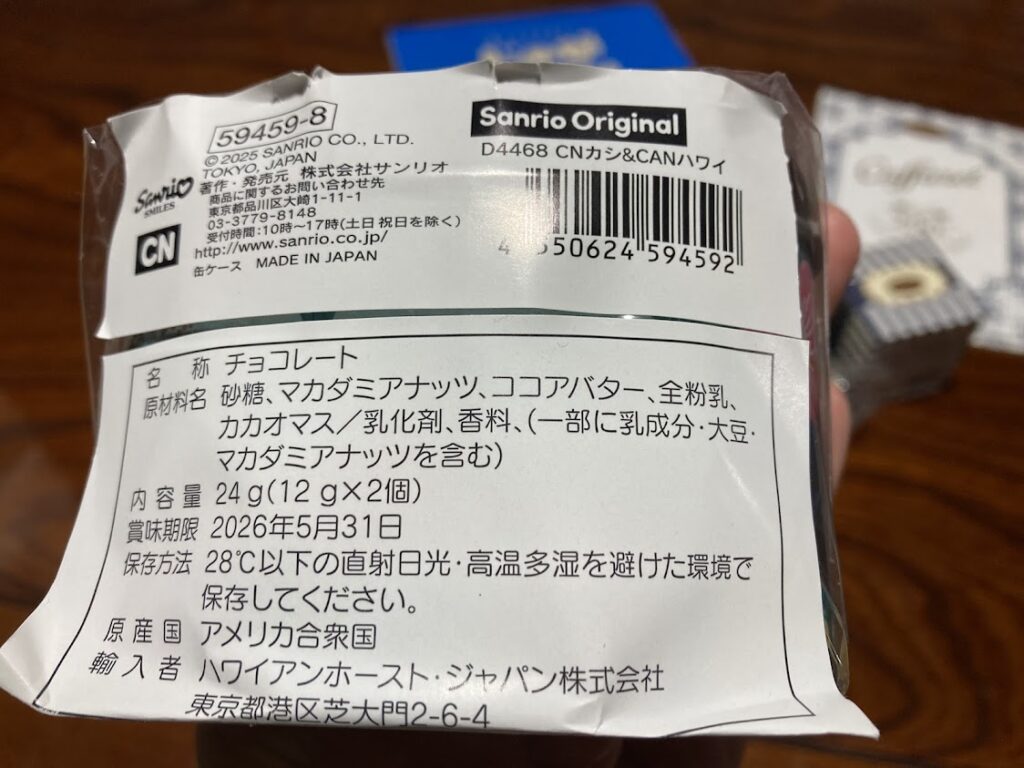 59459-8
© 2025 SANRIO CO., LTD.
TOKYO, JAPAN
著作・発売元 株式会社サンリオ
商品に関するお問い合わせ先
東京都品川区大崎1-11-1
03-3779-8148
受付時間:10時〜17時(土日祝日を除く)
http://www.sanrio.co.jp/
缶ケース MADE IN JAPAN
Sanrio
SMILES
CN
Sanrio Original
D4468 CNカシ&CANハワイ
4 550624 594592
名称 チョコレート
原材料名 砂糖、マカダミアナッツ、ココアバター、全粉乳、
カカオマス/乳化剤、香料、(一部に乳成分・大豆・
マカダミアナッツを含む)
内容量 24g(12g×2個)
賞味期限 2026年5月31日
保存方法 28℃以下の直射日光・高温多湿を避けた環境で
保存してください。
原産国 アメリカ合衆国
輸入者 ハワイアンホースト・ジャパン株式会社
東京都港区芝大門2-6-4